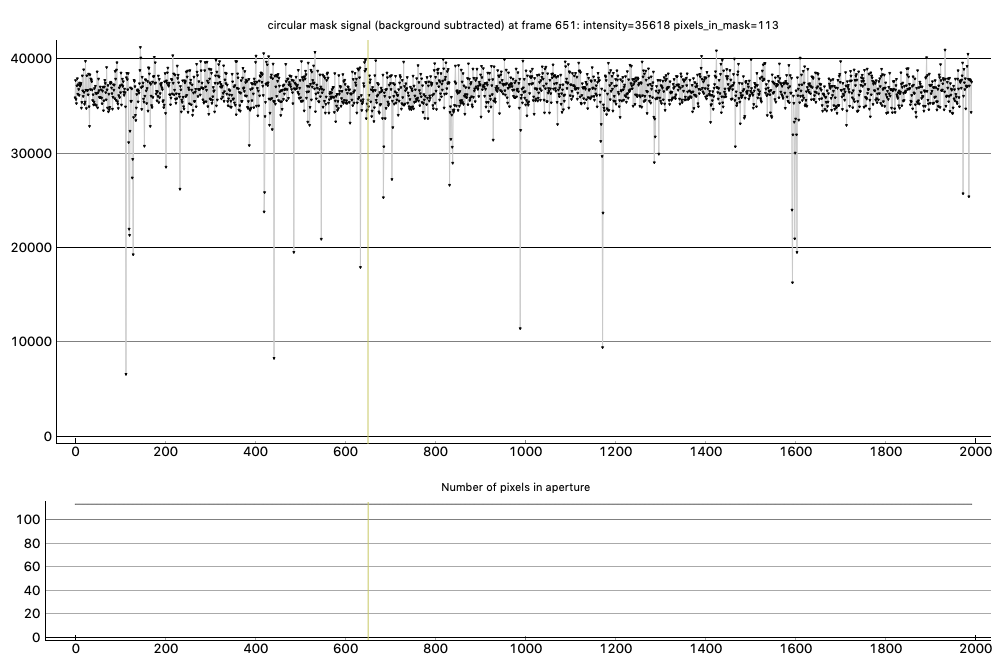 circular mask signal (background subtracted) at frame 651: intensity=35618 pixels_in_mask=113
40000
30000
20000
10000
0
0 200 400 600 800 1000 1200 1400 1600 1800 2000
Number of pixels in aperture
100
80
60
40
20
0
0 200 400 600 800 1000 1200 1400 1600 1800 2000